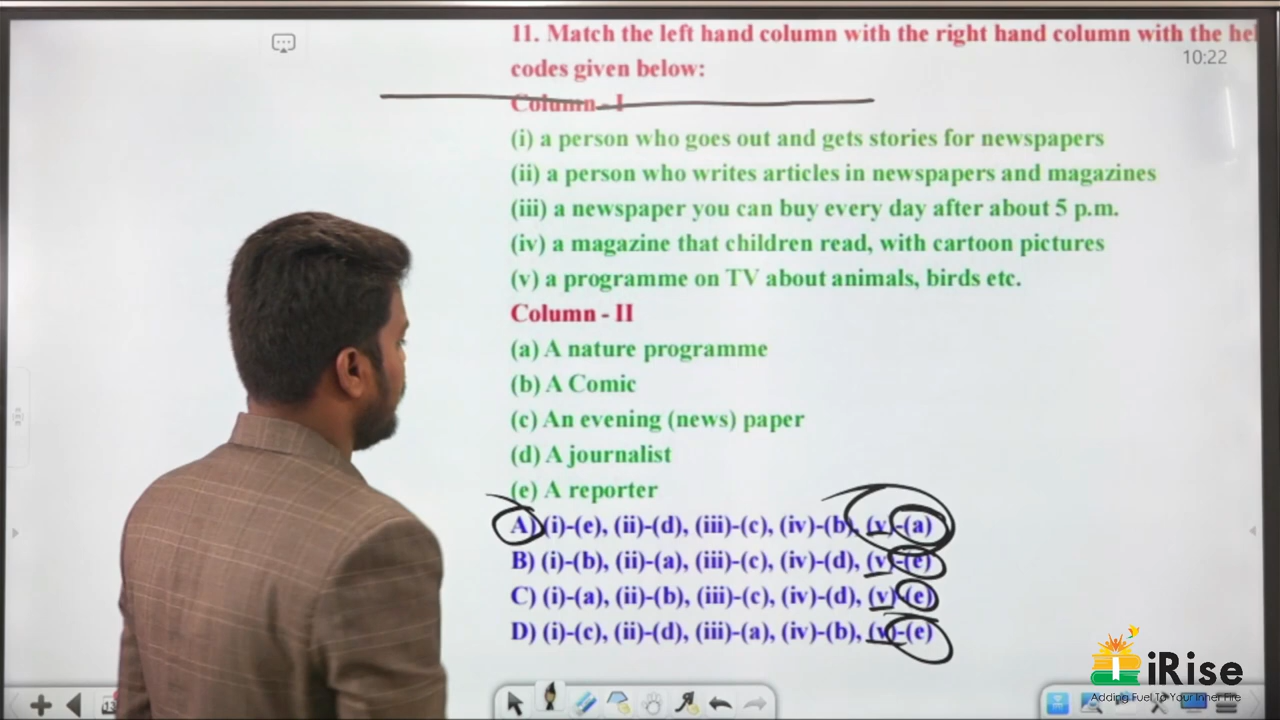 11. Match the left hand column with the right hand column with the
codes given below:
10:22
Column - I
(i) a person who goes out and gets stories for newspapers
(ii) a person who writes articles in newspapers and magazines
(iii) a newspaper you can buy every day after about 5 p.m.
(iv) a magazine that children read, with cartoon pictures
(v) a programme on TV about animals, birds etc.
Column - II
(a) A nature programme
(b) A Comic
(c) An evening (news) paper
(d) A journalist
(e) A reporter
A) (i)-(e), (ii)-(d), (iii)-(c), (iv)-(b), (v)-(a)
B) (i)-(b), (ii)-(a), (iii)-(c), (iv)-(d), (v)-(e)
C) (i)-(a), (ii)-(b), (iii)-(c), (iv)-(d), (v)-(e)
D) (i)-(c), (ii)-(d), (iii)-(a), (iv)-(b), (v)-(e)
iRise
Adding Fuel To Your Inner Fire